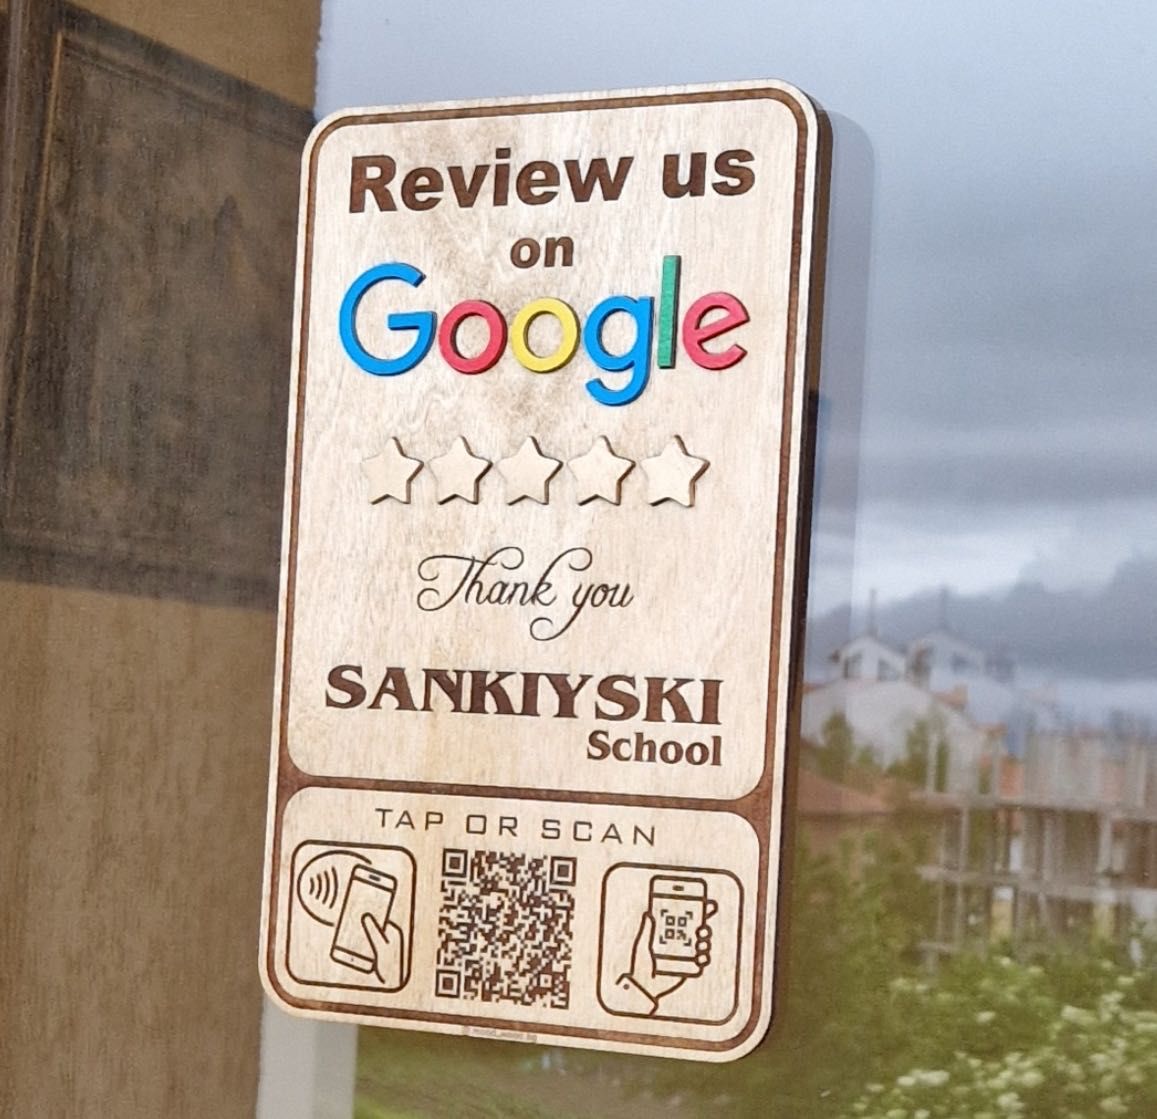 Review us
on
Google
Thank you
SANKIYSKI
School
TAP OR SCAN